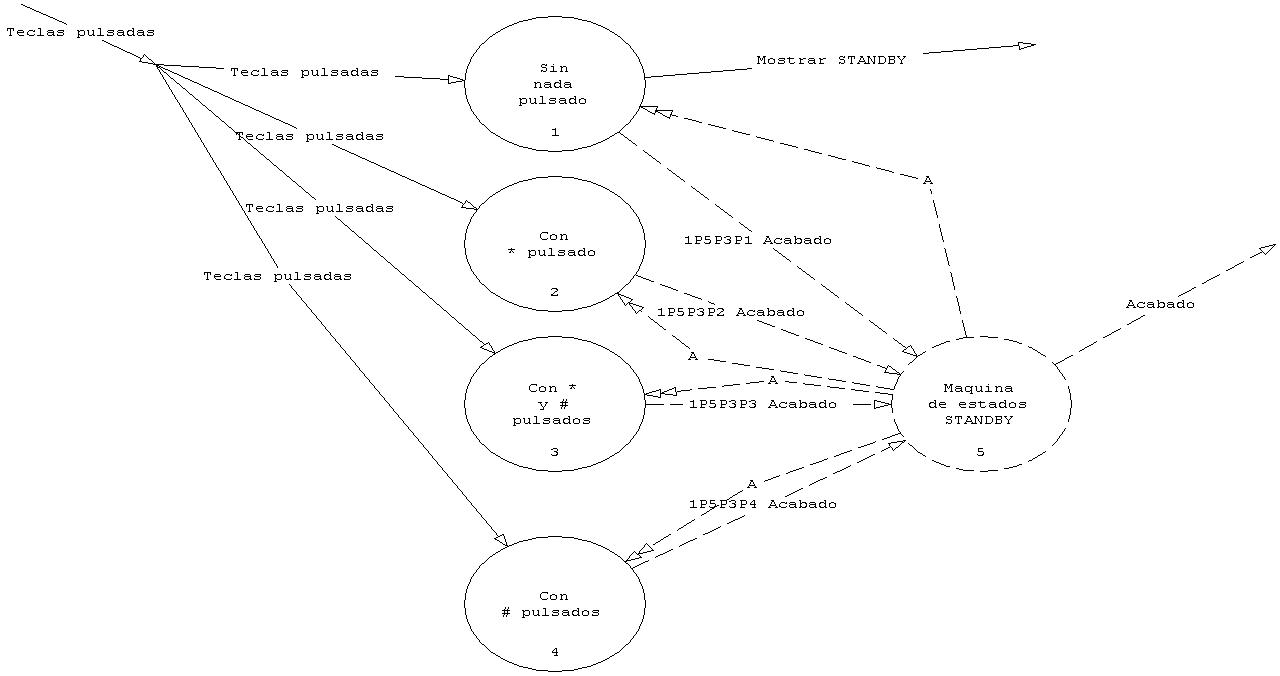 Teclas pulsadas
Teclas pulsadas
Sin
nada
pulsado
1
Mostrar STANDBY
Teclas pulsadas
A
Teclas pulsadas
Con
* pulsado
2
1P5P3P1 Acabado
Teclas pulsadas
1P5P3P2 Acabado
Acabado
A
A
Con *
y #
pulsados
3
1P5P3P3 Acabado
Maquina
de estados
STANDBY
5
A
1P5P3P4 Acabado
Con
# pulsados
4